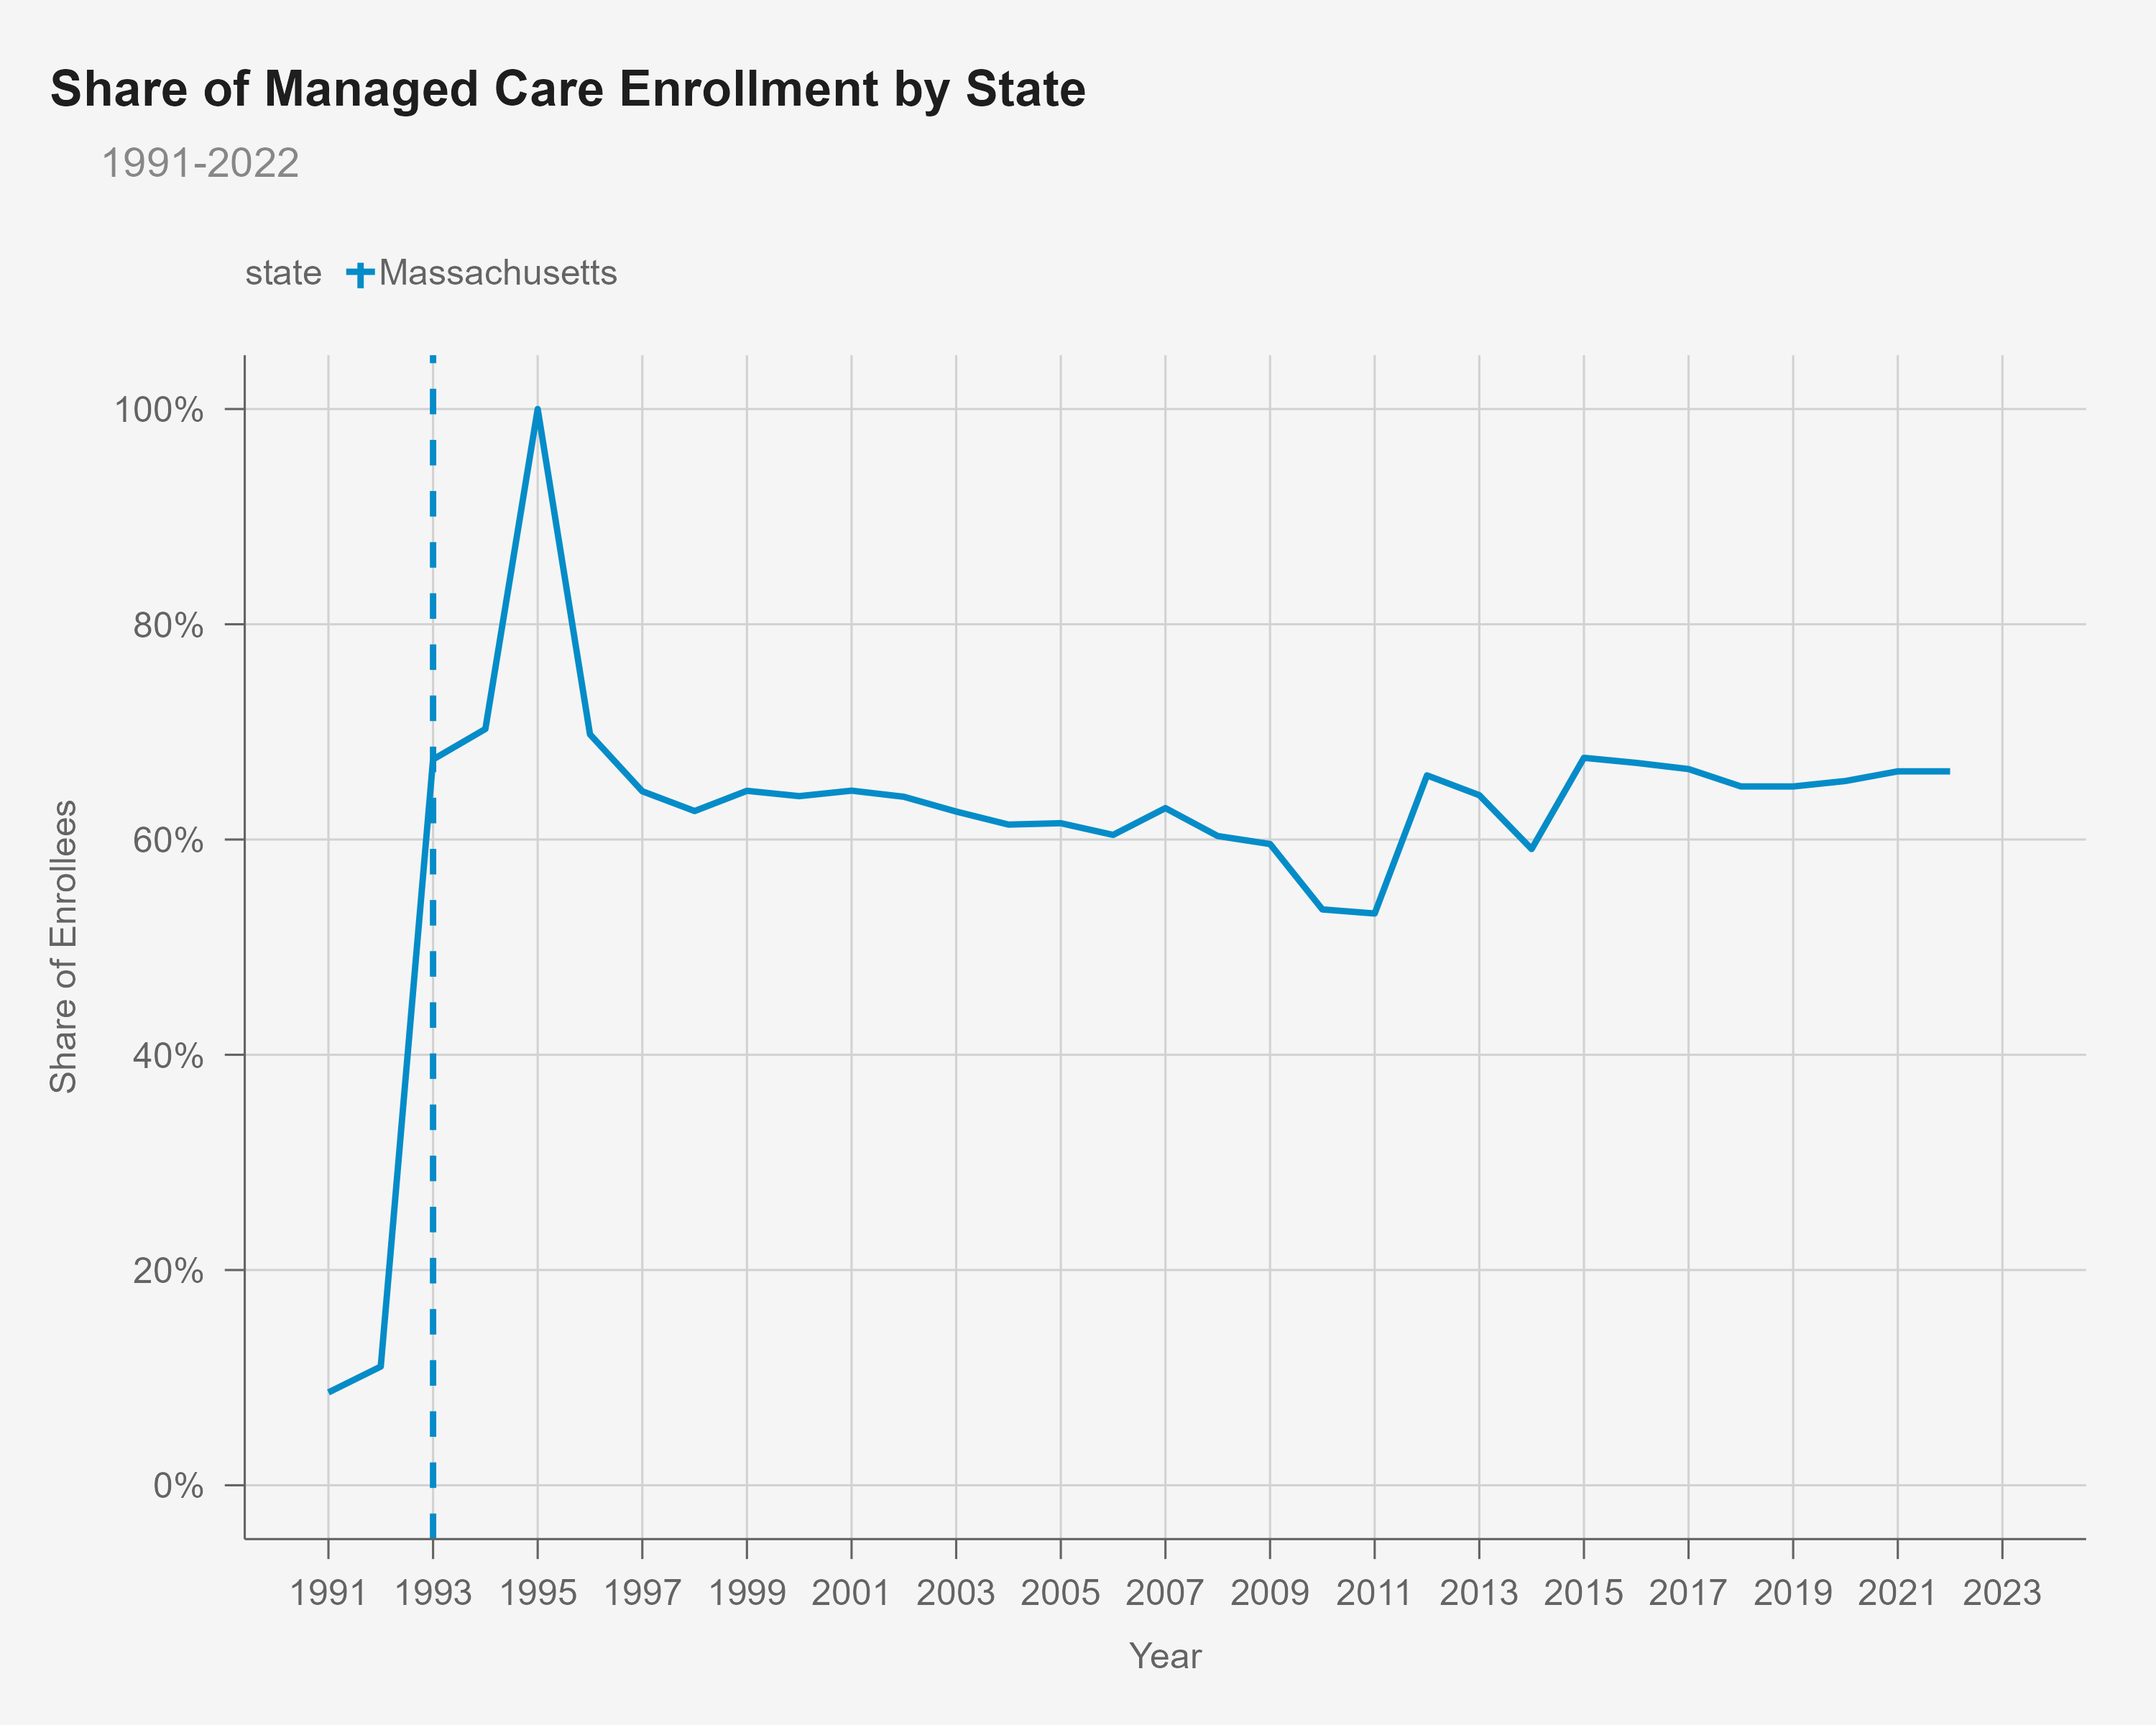 Share of Managed Care Enrollment by State
1991-2022
state Massachusetts
100%
80%
60%
40%
20%
0%
Share of Enrollees
1991 1993 1995 1997 1999 2001 2003 2005 2007 2009 2011 2013 2015 2017 2019 2021 2023
Year